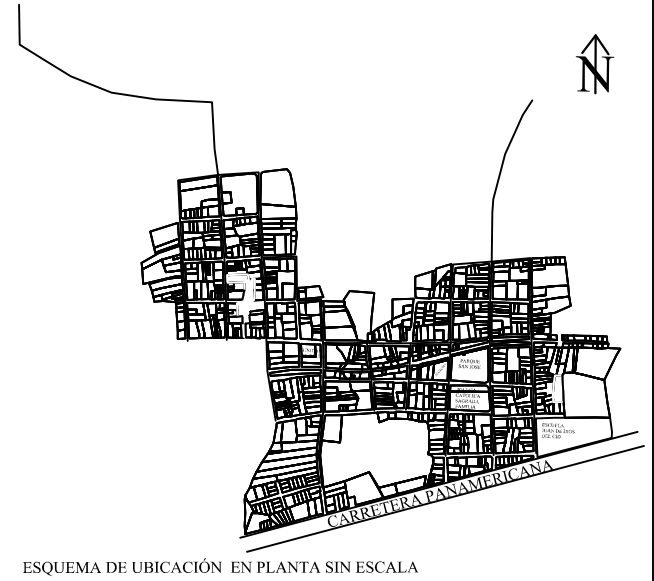 N
PARQUE
SAN JOSE
CATOLICA
SAGRADA
FAMILIA
ESCUELA
JUAN DE DIOS
DEL CID
CARRETERA PANAMERICANA
ESQUEMA DE UBICACIÓN EN PLANTA SIN ESCALA